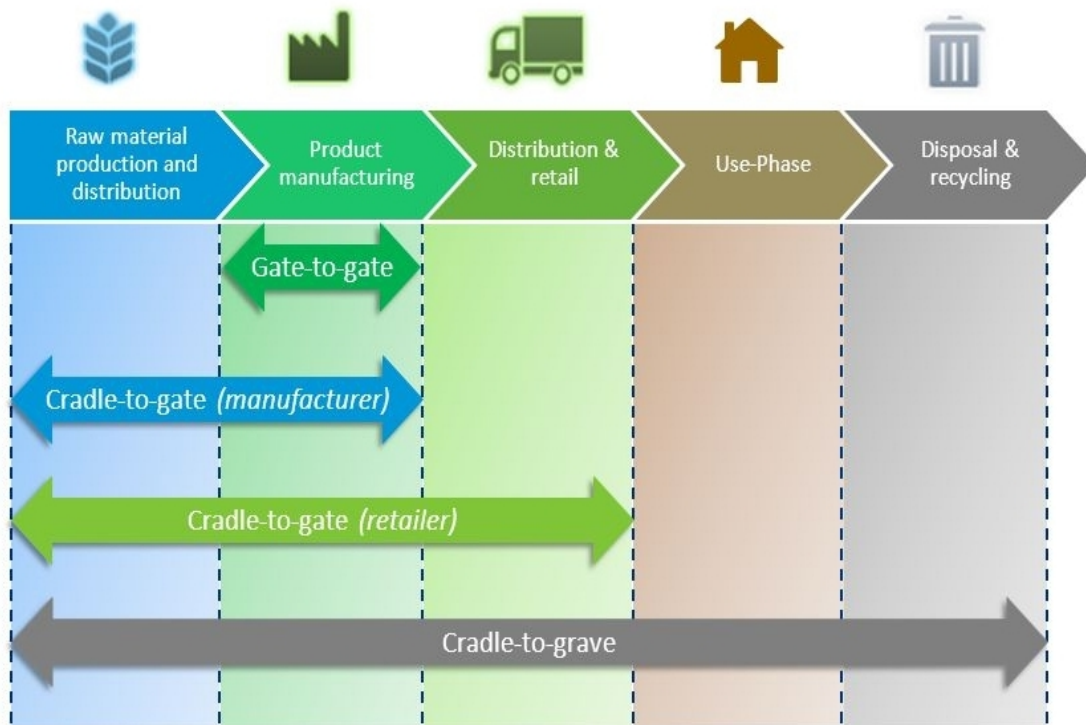 Raw material
production and
distribution
Product
manufacturing
Distribution &
retail
Use-Phase
Disposal &
recycling
Gate-to-gate
Cradle-to-gate (manufacturer)
Cradle-to-gate (retailer)
Cradle-to-grave